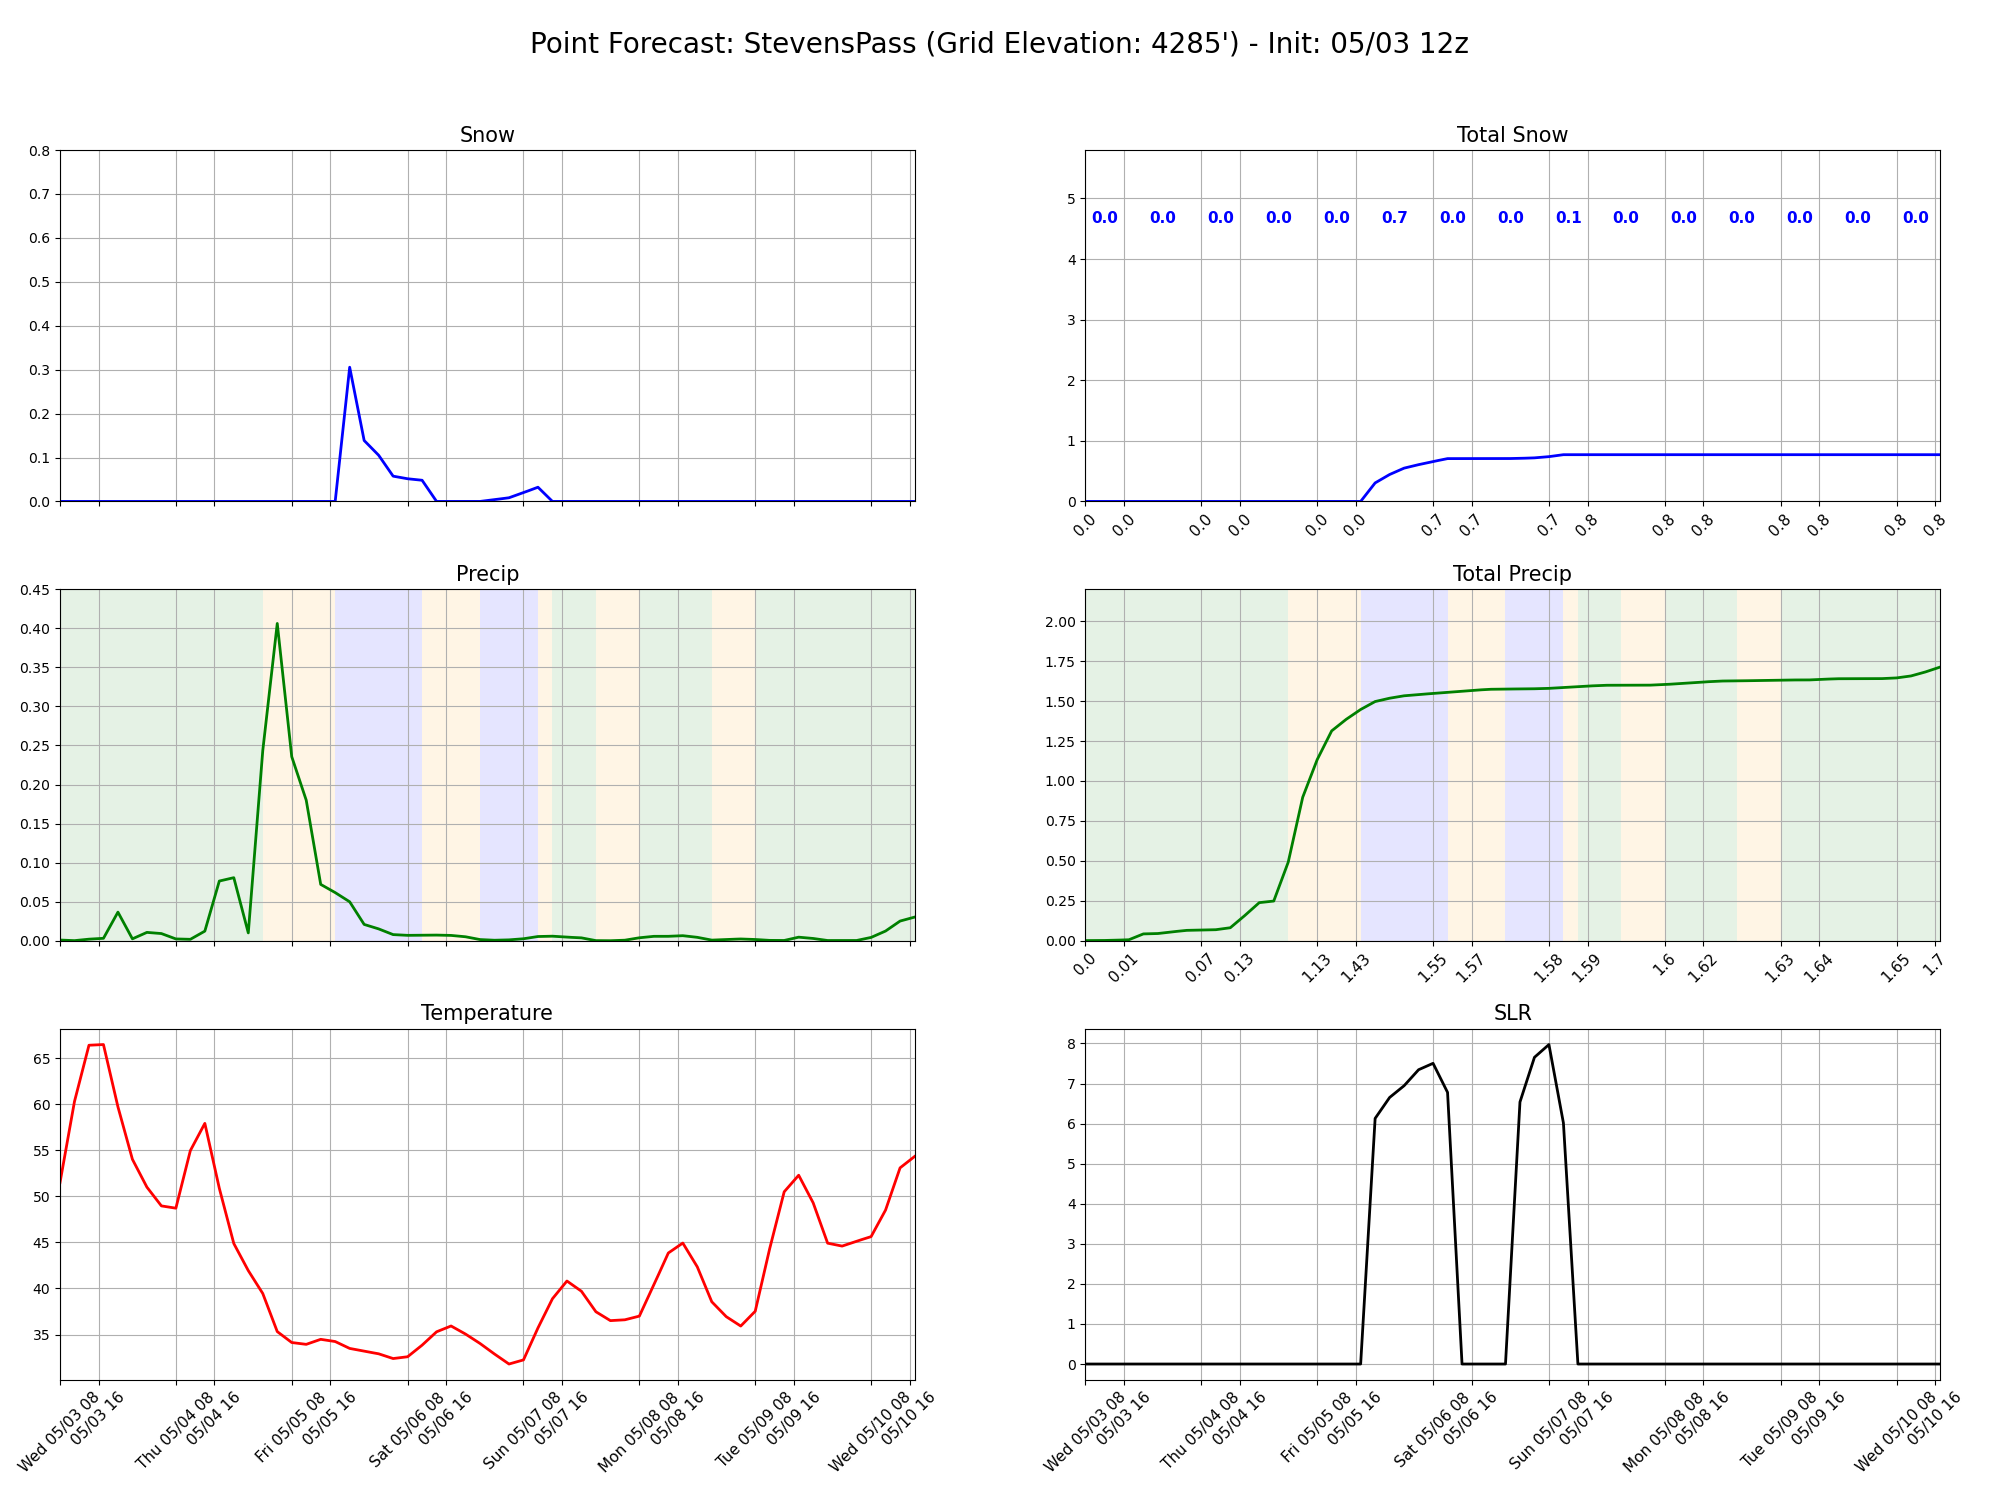 Point Forecast: StevensPass (Grid Elevation: 4285') - Init: 05/03 12z
Snow
0.8
0.7
0.6
0.5
0.4
0.3
0.2
0.1
0.0
Total Snow
5
4
3
2
1
0
0.0 0.0 0.0 0.0 0.0 0.7 0.0 0.0 0.1 0.0 0.0 0.0 0.0 0.0 0.0
0.0 0.0 0.0 0.0 0.0 0.0 0.7 0.7 0.7 0.8 0.8 0.8 0.8 0.8 0.8 0.8
Precip
0.45
0.40
0.35
0.30
0.25
0.20
0.15
0.10
0.05
0.00
Total Precip
2.00
1.75
1.50
1.25
1.00
0.75
0.50
0.25
0.00
0.0 0.01 0.07 0.13 1.13 1.43 1.55 1.57 1.58 1.59 1.6 1.62 1.63 1.64 1.65 1.7
Temperature
65
60
55
50
45
40
35
Wed 05/03 08
05/03 16
Thu 05/04 08
05/04 16
Fri 05/05 08
05/05 16
Sat 05/06 08
05/06 16
Sun 05/07 08
05/07 16
Mon 05/08 08
05/08 16
Tue 05/09 08
05/09 16
Wed 05/10 08
05/10 16
SLR
8
7
6
5
4
3
2
1
0
Wed 05/03 08
05/03 16
Thu 05/04 08
05/04 16
Fri 05/05 08
05/05 16
Sat 05/06 08
05/06 16
Sun 05/07 08
05/07 16
Mon 05/08 08
05/08 16
Tue 05/09 08
05/09 16
Wed 05/10 08
05/10 16